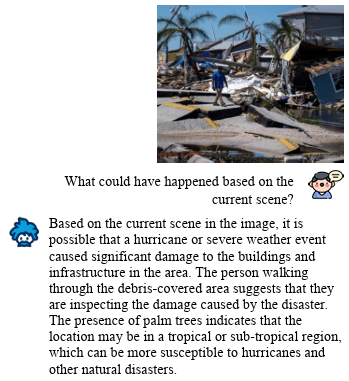 What could have happened based on the
current scene?
Based on the current scene in the image, it is
possible that a hurricane or severe weather event
caused significant damage to the buildings and
infrastructure in the area. The person walking
through the debris-covered area suggests that they
are inspecting the damage caused by the disaster.
The presence of palm trees indicates that the
location may be in a tropical or sub-tropical region,
which can be more susceptible to hurricanes and
other natural disasters.